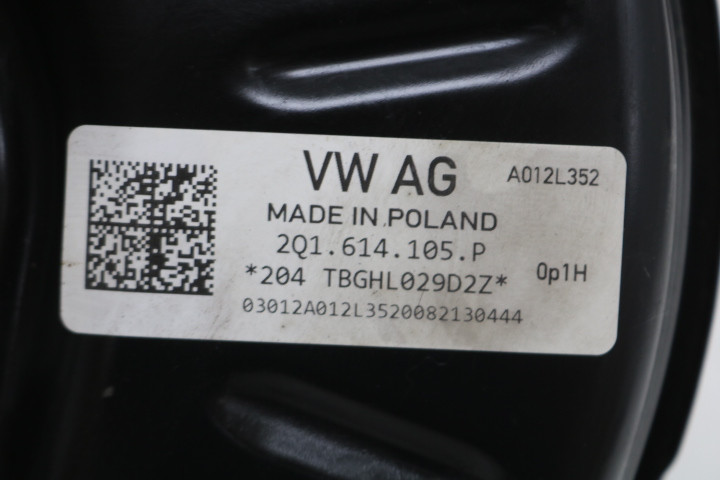 VW AG
A012L352
MADE IN POLAND
2Q1.614.105.P
*204 TBGHL029D2Z*
0p1H
03012A012L3520082130444